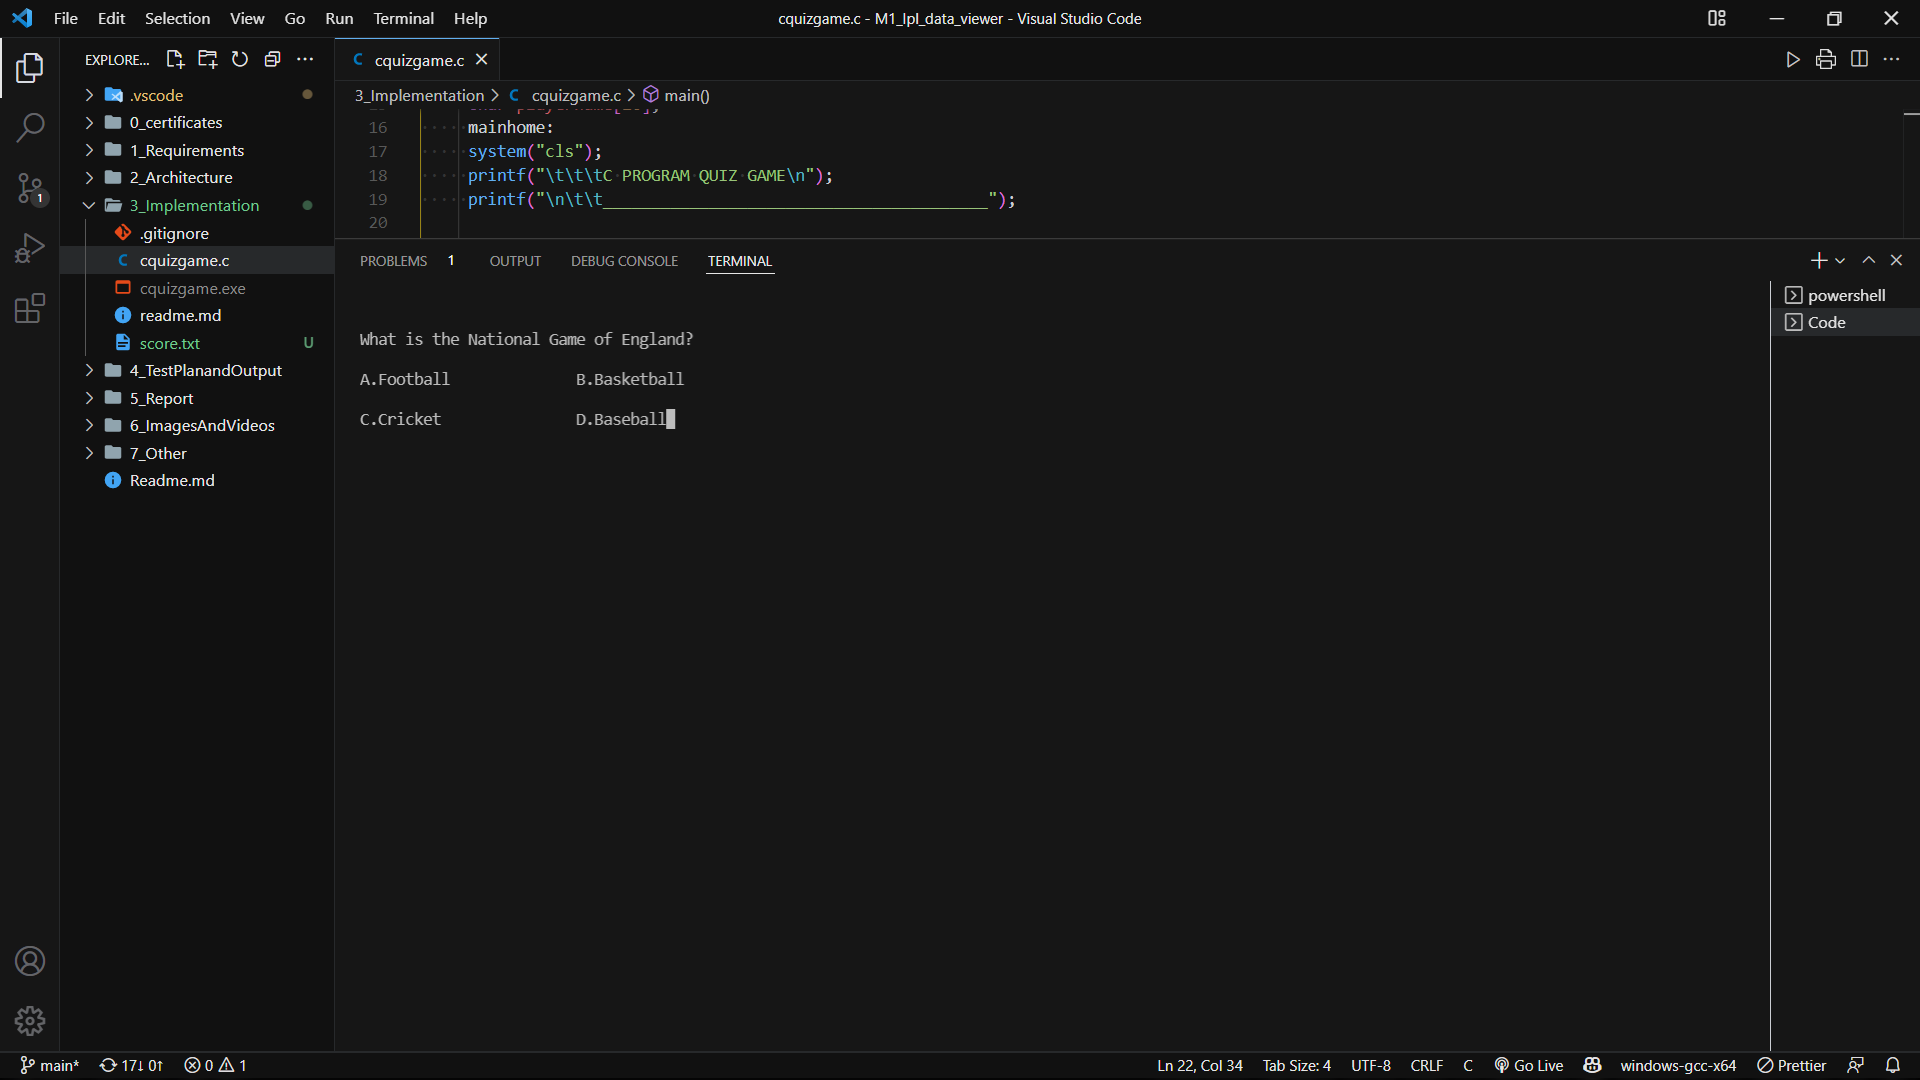 File Edit Selection View Go Run Terminal Help
cquizgame.c - M1_lpl_data_viewer - Visual Studio Code
EXPLORE...
.vscode
0_certificates
1_Requirements
2_Architecture
3_Implementation
.gitignore
C cquizgame.c
cquizgame.exe
readme.md
score.txt U
4_TestPlanandOutput
5_Report
6_ImagesAndVideos
7_Other
Readme.md
1
C cquizgame.c
3_Implementation > C cquizgame.c > main()
16 mainhome:
17 system("cls");
18 printf("\t\t\tC PROGRAM QUIZ GAME\n");
19 printf("\n\t\t___________________________________________");
20
PROBLEMS 1 OUTPUT DEBUG CONSOLE TERMINAL
What is the National Game of England?
A.Football B.Basketball
C.Cricket D.Baseball
powershell
Code
main* 17↓ 0↑ 0 1
Ln 22, Col 34 Tab Size: 4 UTF-8 CRLF C Go Live windows-gcc-x64 Prettier